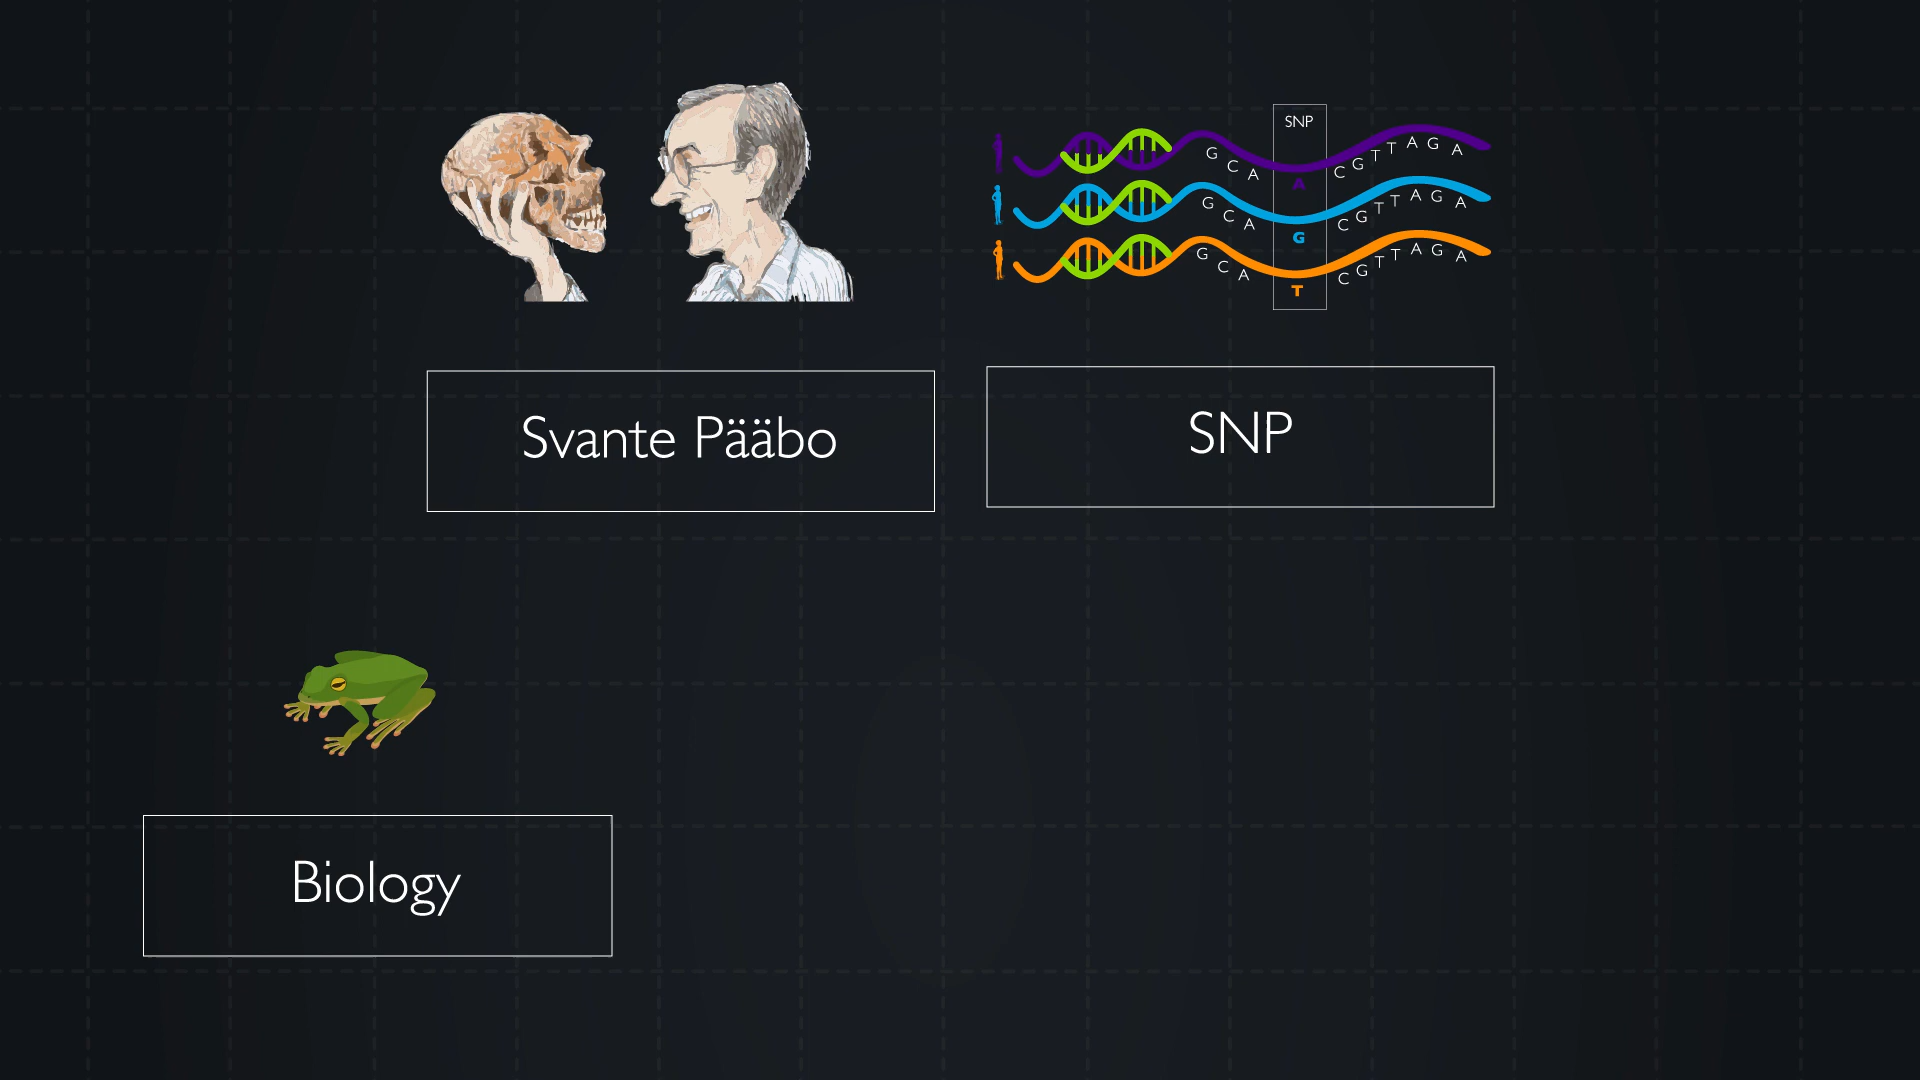 SNP
G C A A C G T T A G A
G C A G C G T T A G A
G C A T C G T T A G A
Svante Pääbo
SNP
Biology